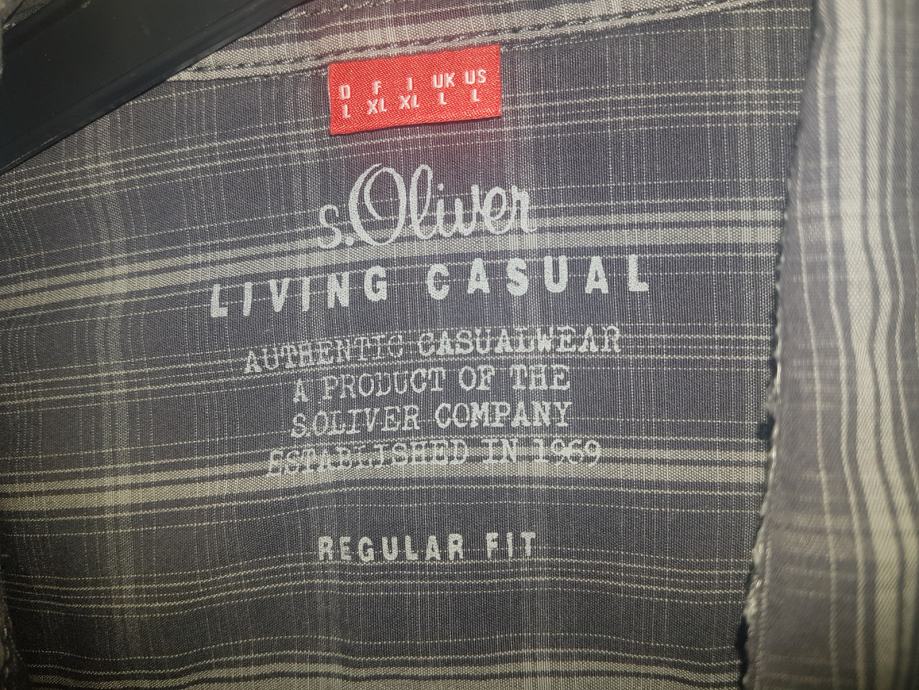 D F I UK US
L XL XL L L
s.Oliver
LIVING CASUAL
AUTHENTIC CASUALWEAR
A PRODUCT OF THE
S.OLIVER COMPANY
ESTABLISHED IN 1969
REGULAR FIT